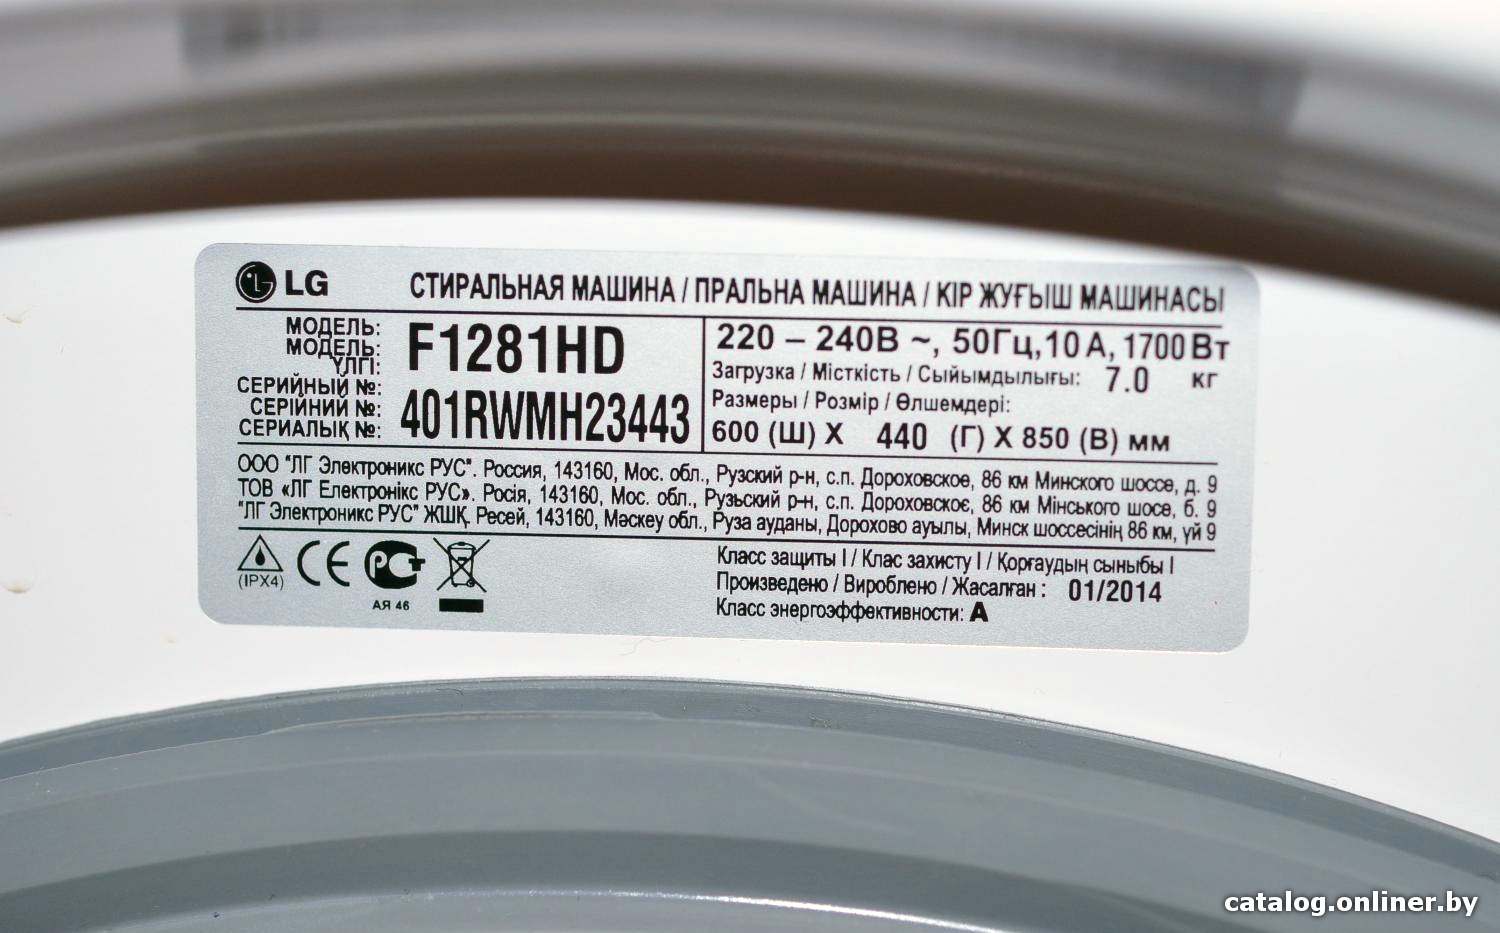 LG
СТИРАЛЬНАЯ МАШИНА / ПРАЛЬНА МАШИНА / КІР ЖУҒЫШ МАШИНАСЫ
МОДЕЛЬ:
МОДЕЛЬ:
ҮЛГІ:
F1281HD
СЕРИЙНЫЙ №:
СЕРІЙНИЙ №:
СЕРИАЛЫҚ №:
401RWMH23443
220 – 240В ~, 50Гц,10 А, 1700 Вт
Загрузка / Місткість / Сыйымдылығы: 7.0 кг
Размеры / Розмір / Өлшемдері:
600 (Ш) X 440 (Г) X 850 (В) мм
ООО "ЛГ Электроникс РУС". Россия, 143160, Мос. обл., Рузский р-н, с.п. Дороховское, 86 км Минского шоссе, д. 9
ТОВ «ЛГ Електронікс РУС». Росія, 143160, Мос. обл., Рузьский р-н, с.п. Дороховскоє, 86 км Мінського шосе, б. 9
"ЛГ Электроникс РУС" ЖШҚ. Ресей, 143160, Мәскеу обл., Руза ауданы, Дорохово ауылы, Минск шоссесінің 86 км, үй 9
(IPX4)
CE
РСТ
АЯ 46
Класс защиты I / Клас захисту I / Қорғаудың сыныбы I
Произведено / Вироблено / Жасалған : 01/2014
Класс энергоэффективности: A
catalog.onliner.by